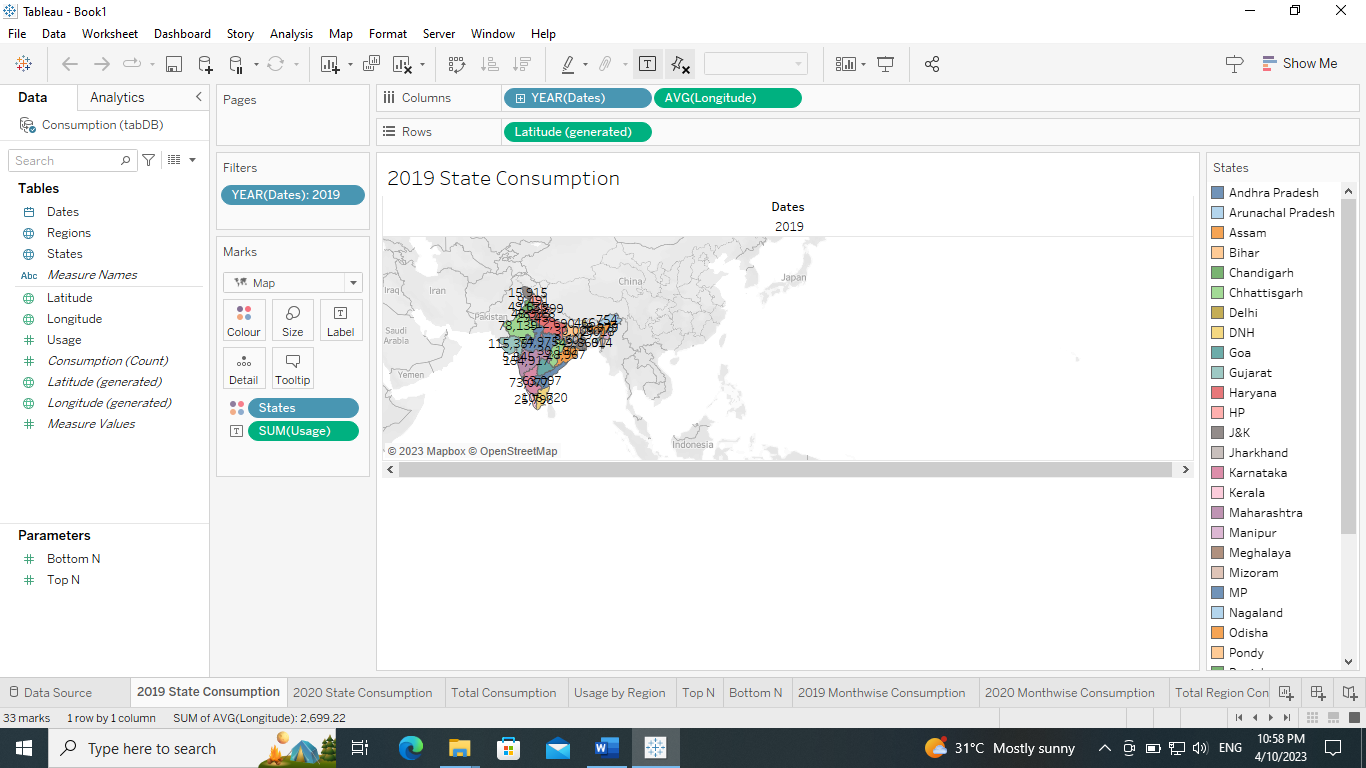 Tableau - Book1
File Data Worksheet Dashboard Story Analysis Map Format Server Window Help
Show Me
Data Analytics
Consumption (tabDB)
Search
Tables
Dates
Regions
States
Abc Measure Names
Latitude
Longitude
Usage
Consumption (Count)
Latitude (generated)
Longitude (generated)
Measure Values
Parameters
Bottom N
Top N
Pages
Filters
YEAR(Dates): 2019
Marks
Map
Colour Size Label
Detail Tooltip
States
SUM(Usage)
Columns YEAR(Dates) AVG(Longitude)
Rows Latitude (generated)
2019 State Consumption
Dates
2019
Iraq
Iran
China
Japan
Saudi
Arabia
Yemen
Indonesia
15,915
78,139
© 2023 Mapbox © OpenStreetMap
States
Andhra Pradesh
Arunachal Pradesh
Assam
Bihar
Chandigarh
Chhattisgarh
Delhi
DNH
Goa
Gujarat
Haryana
HP
J&K
Jharkhand
Karnataka
Kerala
Maharashtra
Manipur
Meghalaya
Mizoram
MP
Nagaland
Odisha
Pondy
Data Source 2019 State Consumption 2020 State Consumption Total Consumption Usage by Region Top N Bottom N 2019 Monthwise Consumption 2020 Monthwise Consumption Total Region Con
33 marks 1 row by 1 column SUM of AVG(Longitude): 2,699.22
Type here to search
31°C Mostly sunny
ENG
10:58 PM
4/10/2023